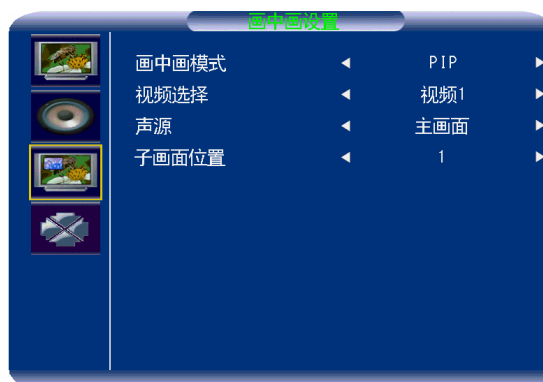 画中画设置
画中画模式 ◀ PIP ▶
视频选择 ◀ 视频1 ▶
声源 ◀ 主画面 ▶
子画面位置 ◀ 1 ▶